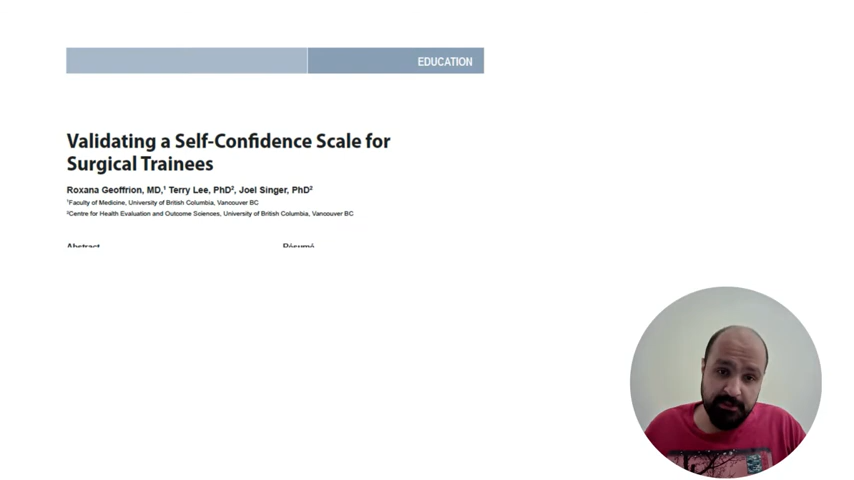 EDUCATION
Validating a Self-Confidence Scale for
Surgical Trainees
Roxana Geoffrion, MD,¹ Terry Lee, PhD², Joel Singer, PhD²
¹Faculty of Medicine, University of British Columbia, Vancouver BC
²Centre for Health Evaluation and Outcome Sciences, University of British Columbia, Vancouver BC
Abstract Résumé